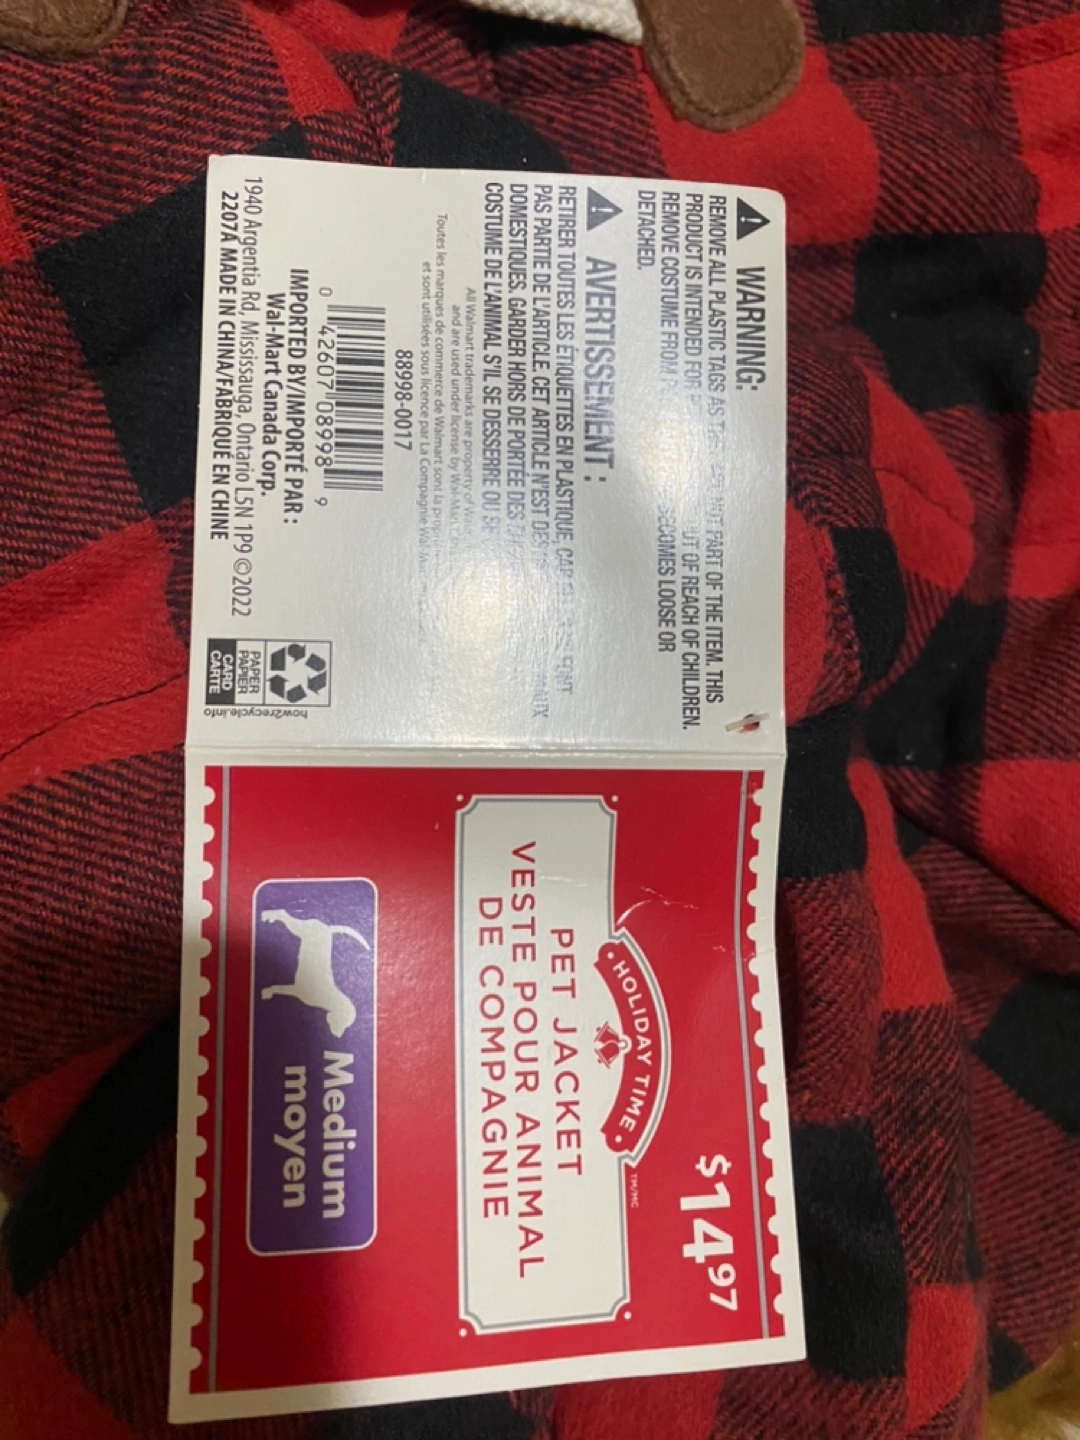 ⚠ WARNING:
REMOVE ALL PLASTIC TAGS AS PART OF THE ITEM. THIS
PRODUCT IS INTENDED FOR OUT OF REACH OF CHILDREN.
REMOVE COSTUME FROM BECOMES LOOSE OR
DETACHED.
⚠ AVERTISSEMENT :
RETIRER TOUTES LES ÉTIQUETTES EN PLASTIQUE, CAR FONT
PAS PARTIE DE L'ARTICLE. CET ARTICLE N'EST
DOMESTIQUES. GARDER HORS DE PORTÉE DES
COSTUME DE L'ANIMAL S'IL SE DESSERRE OU SE
All Walmart trademarks are property of
and are used under license by Wal-Mart
Toutes les marques de commerce de Walmart sont la
et sont utilisées sous licence par La Compagnie
88998-0017
0 42607 08998 9
IMPORTED BY/IMPORTÉ PAR :
Wal-Mart Canada Corp.
1940 Argentia Rd, Mississauga, Ontario L5N 1P9 ©2022
2207A MADE IN CHINA/FABRIQUÉ EN CHINE
PAPER
PAPIER
CARD
CARTE
how2recycle.info
$14.97
HOLIDAY TIME
TM/MC
PET JACKET
VESTE POUR ANIMAL
DE COMPAGNIE
Medium
moyen